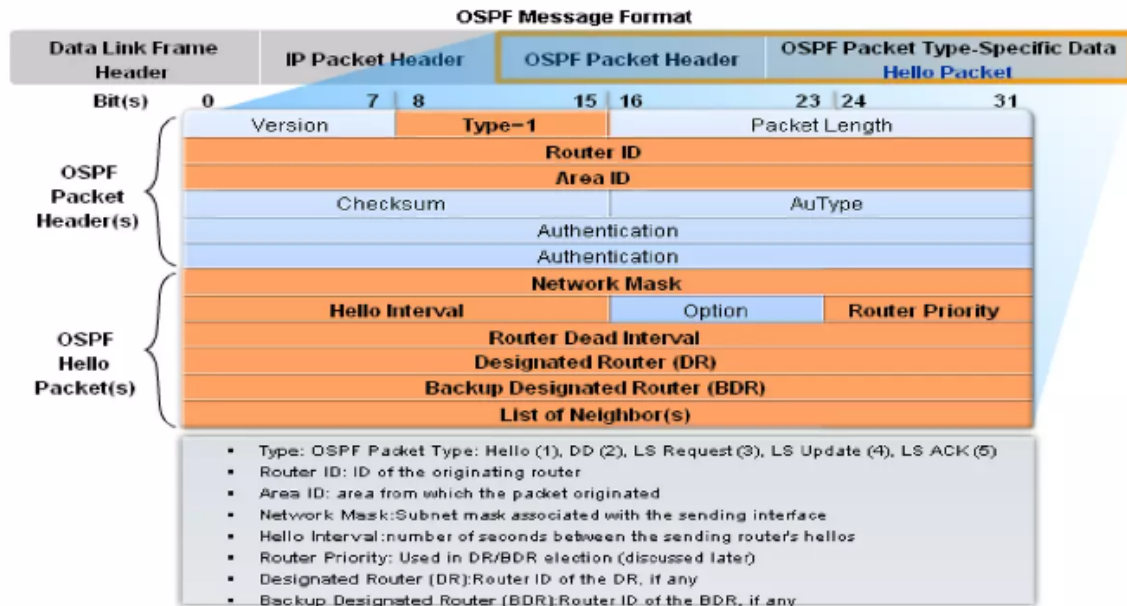 OSPF Message Format
Data Link Frame Header
IP Packet Header
OSPF Packet Header
OSPF Packet Type-Specific Data
Hello Packet
Bit(s) 0 7 8 15 16 23 24 31
OSPF Packet Header(s)
Version Type-1 Packet Length
Router ID
Area ID
Checksum AuType
Authentication
Authentication
OSPF Hello Packet(s)
Network Mask
Hello Interval Option Router Priority
Router Dead Interval
Designated Router (DR)
Backup Designated Router (BDR)
List of Neighbor(s)
▪ Type: OSPF Packet Type: Hello (1), DD (2), LS Request (3), LS Update (4), LS ACK (5)
▪ Router ID: ID of the originating router
▪ Area ID: area from which the packet originated
▪ Network Mask:Subnet mask associated with the sending interface
▪ Hello Interval:number of seconds between the sending router's hellos
▪ Router Priority: Used in DR/BDR election (discussed later)
▪ Designated Router (DR):Router ID of the DR, if any
▪ Backup Designated Router (BDR):Router ID of the BDR, if any